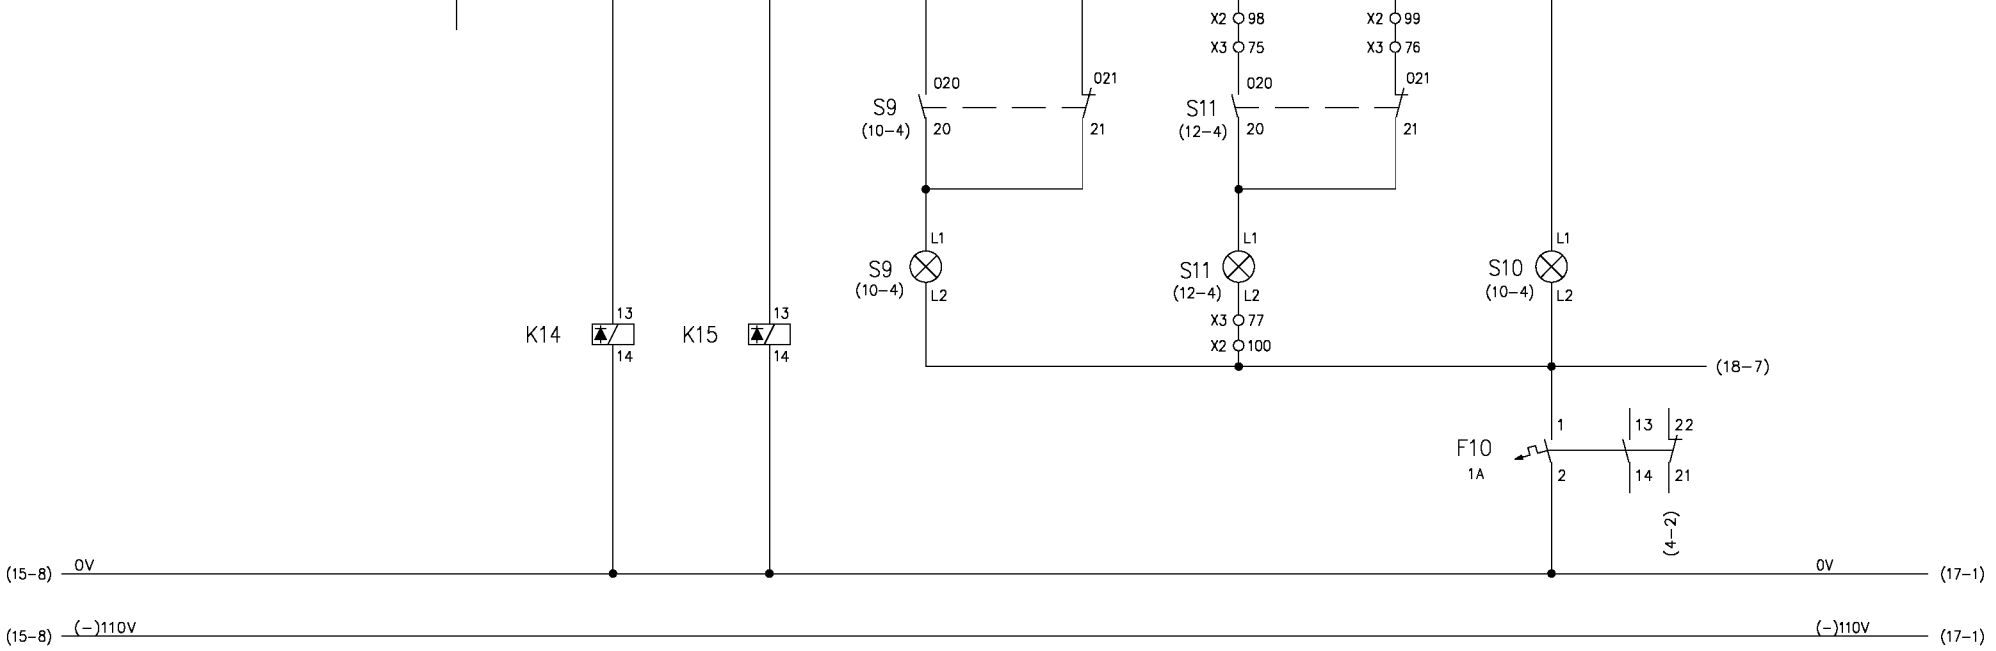 X2 98 X2 99
X3 75 X3 76
020 021 020 021
S9 S11
(10-4) 20 21 (12-4) 20 21
L1 L1 L1
S9 S11 S10
(10-4) L2 (12-4) L2 (10-4) L2
13 13 X3 77
K14 K15
14 14 X2 100
(18-7)
1 13 22
F10
1A 2 14 21
(4-2)
(15-8) 0V 0V (17-1)
(15-8) (-)110V (-)110V (17-1)